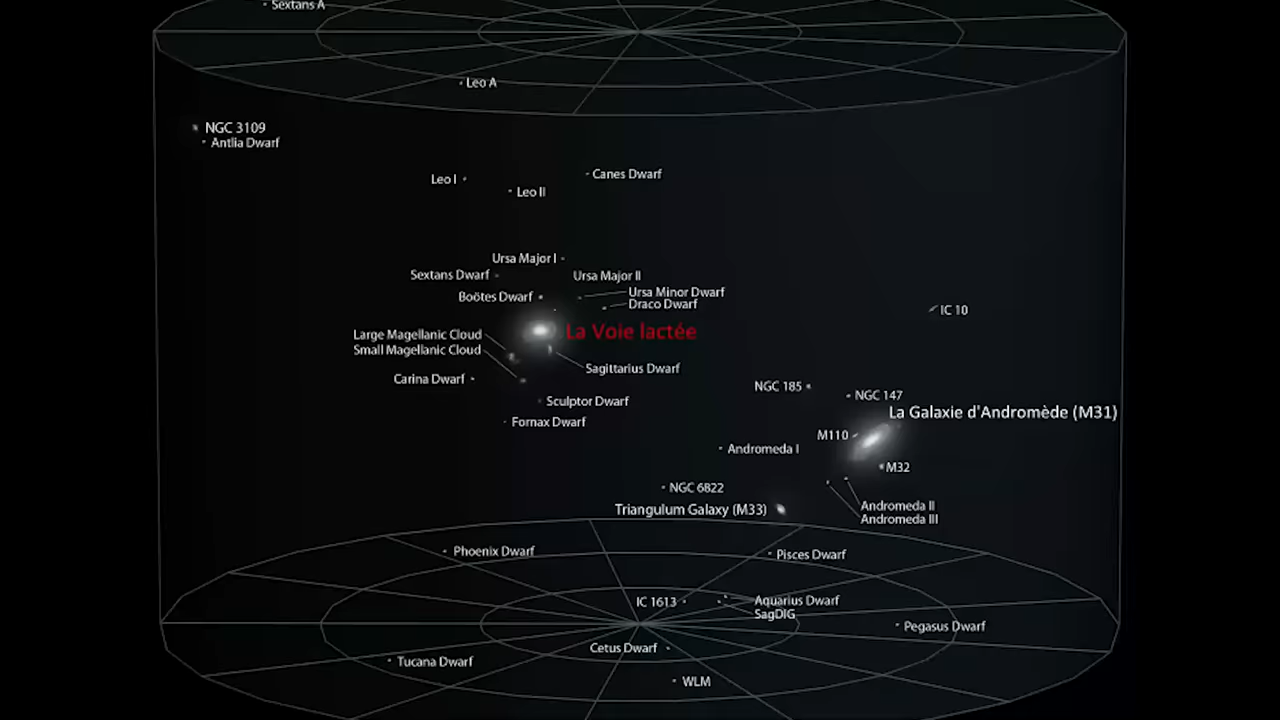 Sextans A
Leo A
NGC 3109
Antlia Dwarf
Canes Dwarf
Leo I
Leo II
Ursa Major I
Sextans Dwarf
Ursa Major II
Boötes Dwarf
Ursa Minor Dwarf
Draco Dwarf
IC 10
La Voie lactée
Large Magellanic Cloud
Small Magellanic Cloud
Sagittarius Dwarf
Carina Dwarf
NGC 185
NGC 147
Sculptor Dwarf
La Galaxie d'Andromède (M31)
Fornax Dwarf
M110
Andromeda I
M32
NGC 6822
Andromeda II
Triangulum Galaxy (M33)
Andromeda III
Phoenix Dwarf
Pisces Dwarf
IC 1613
Aquarius Dwarf
SagDIG
Pegasus Dwarf
Cetus Dwarf
Tucana Dwarf
WLM